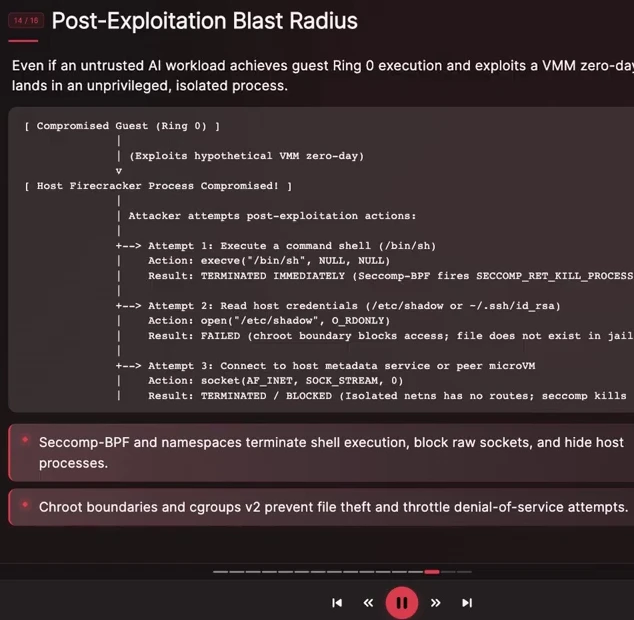 14 / 16
Post-Exploitation Blast Radius
Even if an untrusted AI workload achieves guest Ring 0 execution and exploits a VMM zero-day
lands in an unprivileged, isolated process.
[ Compromised Guest (Ring 0) ]
|
| (Exploits hypothetical VMM zero-day)
v
[ Host Firecracker Process Compromised! ]
|
| Attacker attempts post-exploitation actions:
|
+--> Attempt 1: Execute a command shell (/bin/sh)
| Action: execve("/bin/sh", NULL, NULL)
| Result: TERMINATED IMMEDIATELY (Seccomp-BPF fires SECCOMP_RET_KILL_PROCESS
|
+--> Attempt 2: Read host credentials (/etc/shadow or ~/.ssh/id_rsa)
| Action: open("/etc/shadow", O_RDONLY)
| Result: FAILED (chroot boundary blocks access; file does not exist in jail
|
+--> Attempt 3: Connect to host metadata service or peer microVM
| Action: socket(AF_INET, SOCK_STREAM, 0)
| Result: TERMINATED / BLOCKED (Isolated netns has no routes; seccomp kills
Seccomp-BPF and namespaces terminate shell execution, block raw sockets, and hide host
processes.
Chroot boundaries and cgroups v2 prevent file theft and throttle denial-of-service attempts.